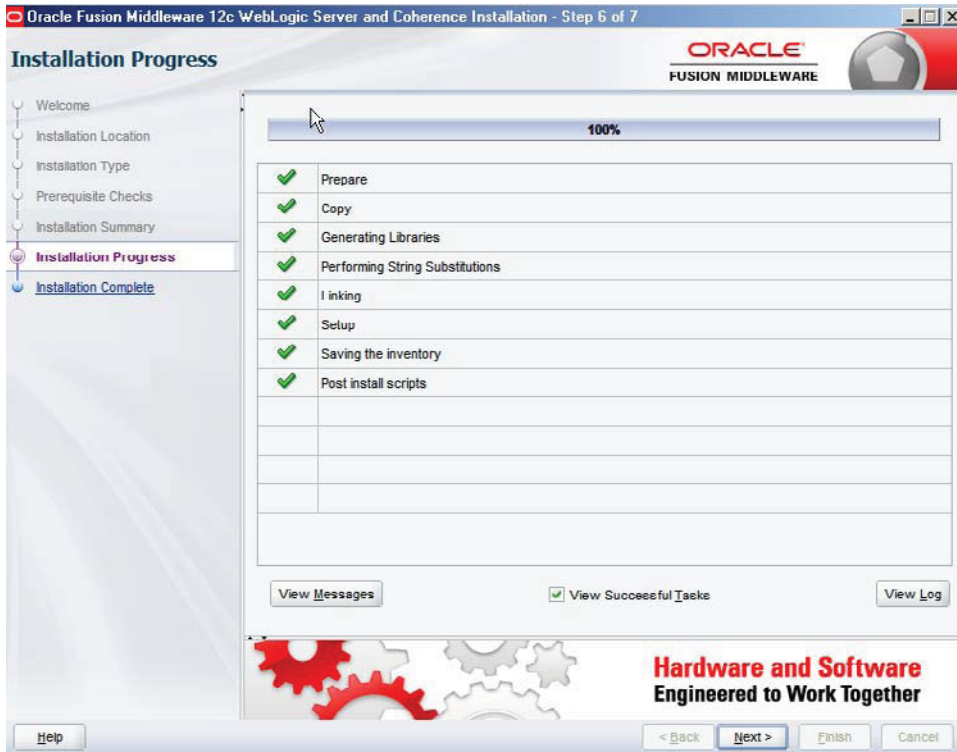 Oracle Fusion Middleware 12c WebLogic Server and Coherence Installation - Step 6 of 7
Installation Progress
ORACLE
FUSION MIDDLEWARE
Welcome
Installation Location
Installation Type
Prerequisite Checks
Installation Summary
Installation Progress
Installation Complete
100%
Prepare
Copy
Generating Libraries
Performing String Substitutions
Linking
Setup
Saving the inventory
Post install scripts
View Messages
View Successful Tasks
View Log
Hardware and Software
Engineered to Work Together
Help
< Back
Next >
Finish
Cancel